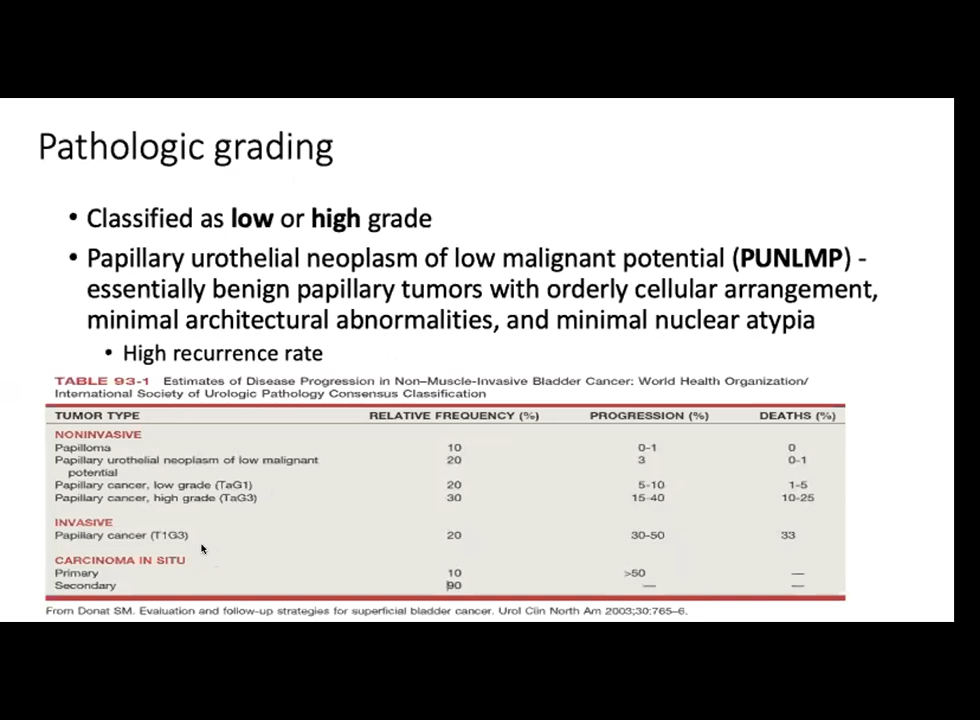 Pathologic grading
• Classified as low or high grade
• Papillary urothelial neoplasm of low malignant potential (PUNLMP) -
essentially benign papillary tumors with orderly cellular arrangement,
minimal architectural abnormalities, and minimal nuclear atypia
• High recurrence rate
TABLE 93-1 Estimates of Disease Progression in Non–Muscle-Invasive Bladder Cancer: World Health Organization/
International Society of Urologic Pathology Consensus Classification
TUMOR TYPE RELATIVE FREQUENCY (%) PROGRESSION (%) DEATHS (%)
NONINVASIVE
Papilloma 10 0-1 0
Papillary urothelial neoplasm of low malignant 20 3 0-1
potential
Papillary cancer, low grade (TaG1) 20 5-10 1-5
Papillary cancer, high grade (TaG3) 30 15-40 10-25
INVASIVE
Papillary cancer (T1G3) 20 30-50 33
CARCINOMA IN SITU
Primary 10 >50 —
Secondary 90 — —
From Donat SM. Evaluation and follow-up strategies for superficial bladder cancer. Urol Clin North Am 2003;30:765–6.